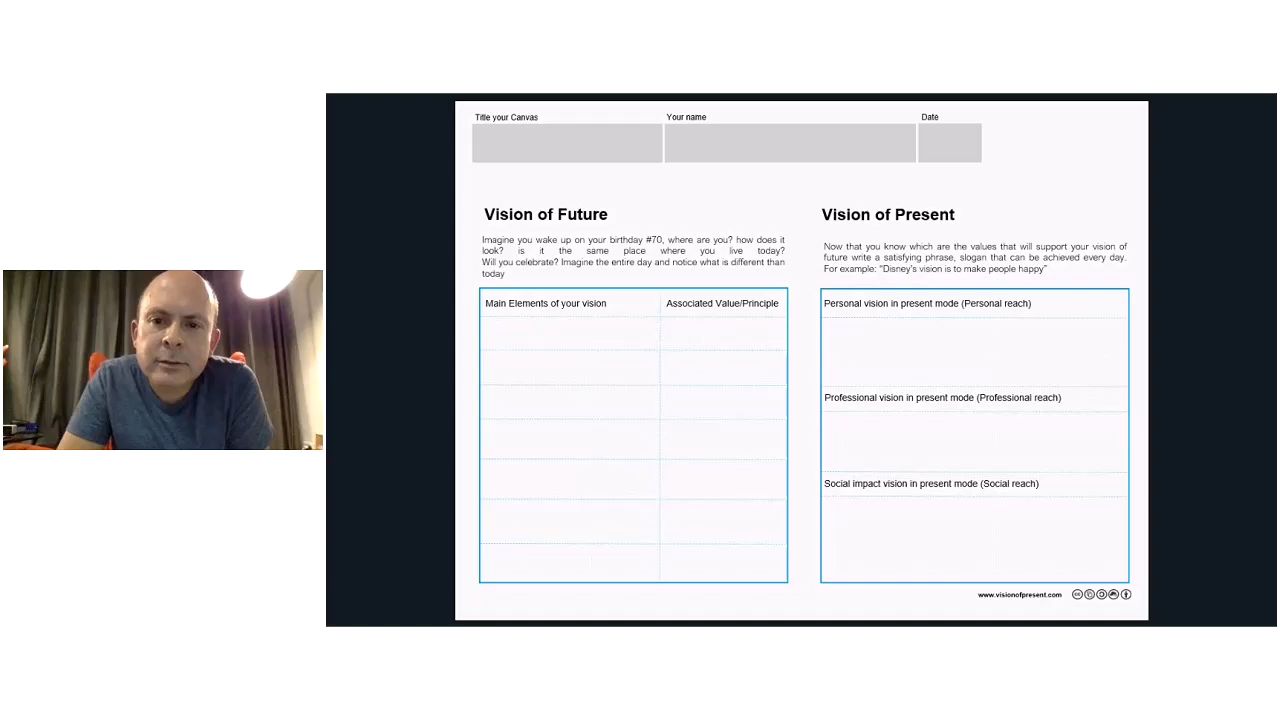 Title your Canvas
Your name
Date
Vision of Future
Imagine you wake up on your birthday #70, where are you? how does it
look? is it the same place where you live today?
Will you celebrate? Imagine the entire day and notice what is different than
today
Main Elements of your vision
Associated Value/Principle
Vision of Present
Now that you know which are the values that will support your vision of
future write a satisfying phrase, slogan that can be achieved every day.
For example: “Disney's vision is to make people happy”
Personal vision in present mode (Personal reach)
Professional vision in present mode (Professional reach)
Social impact vision in present mode (Social reach)
www.visionofpresent.com